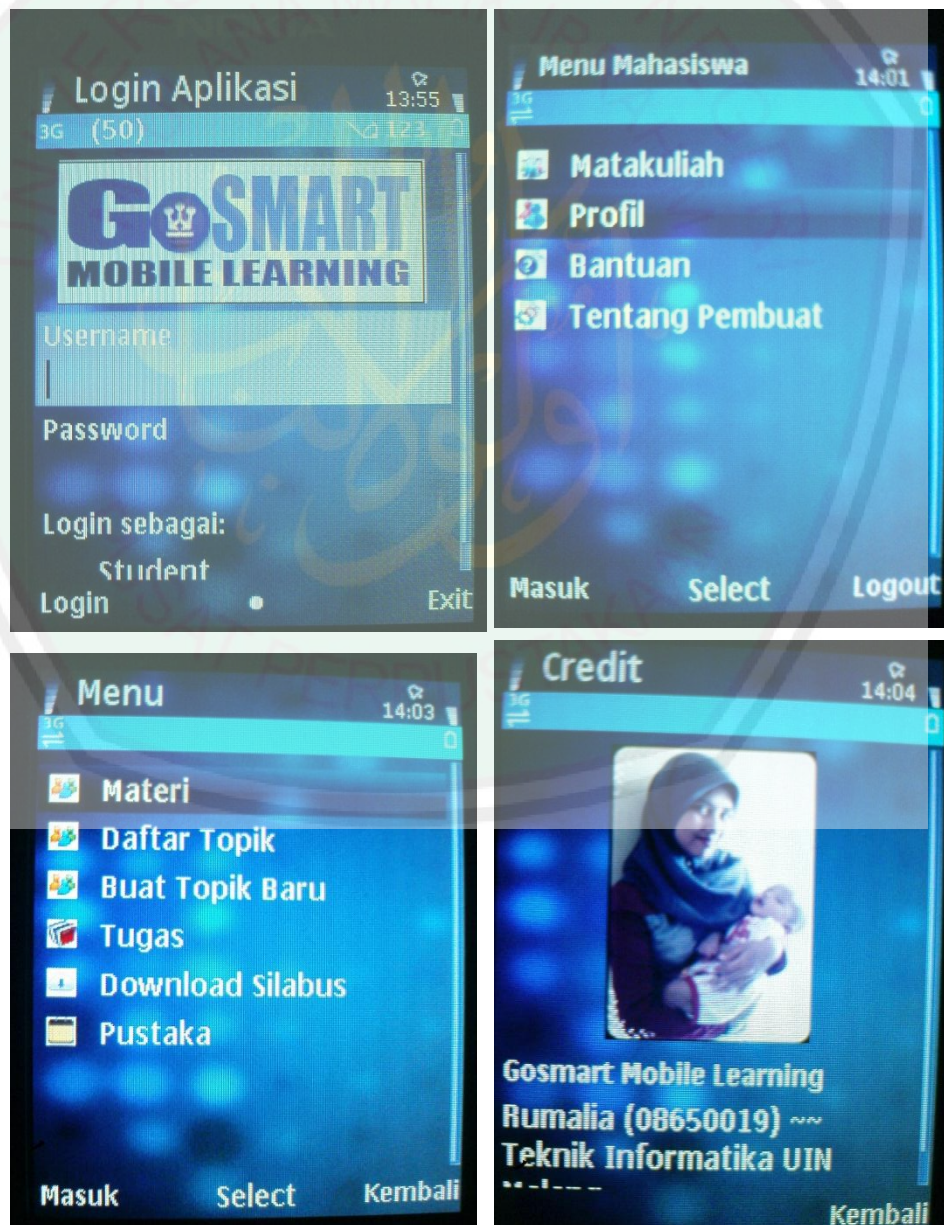 Login Aplikasi
13:55
3G (50) 123
GoSMART
MOBILE LEARNING
Username
Password
Login sebagai:
Student
Login Exit
Menu Mahasiswa
14:01
3G
Matakuliah
Profil
Bantuan
Tentang Pembuat
Masuk Select Logout
Menu
14:03
3G
Materi
Daftar Topik
Buat Topik Baru
Tugas
Download Silabus
Pustaka
Masuk Select Kembali
Credit
14:04
3G
Gosmart Mobile Learning
Rumalia (08650019) ~~
Teknik Informatika UIN
Kembali